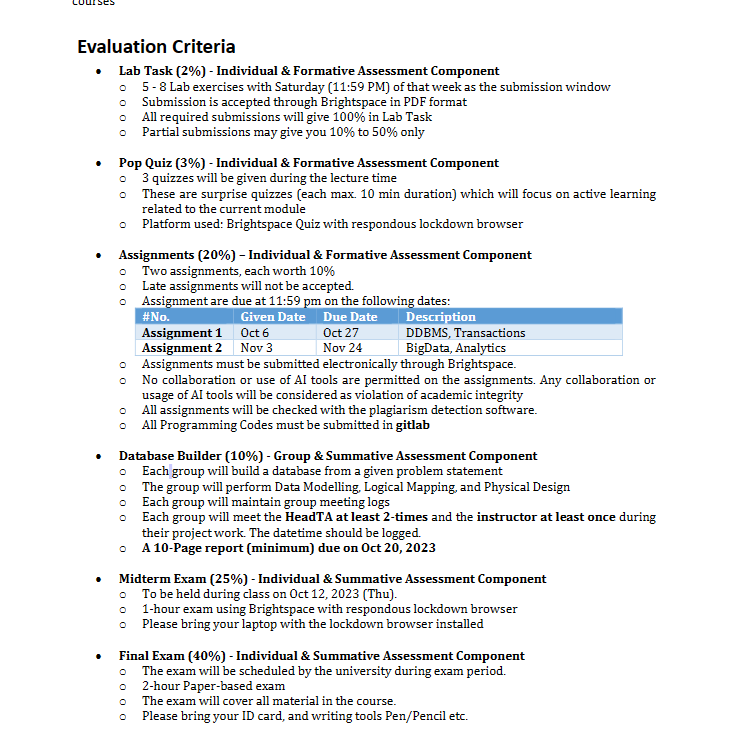 courses
Evaluation Criteria
• Lab Task (2%) - Individual & Formative Assessment Component
o 5 - 8 Lab exercises with Saturday (11:59 PM) of that week as the submission window
o Submission is accepted through Brightspace in PDF format
o All required submissions will give 100% in Lab Task
o Partial submissions may give you 10% to 50% only
• Pop Quiz (3%) - Individual & Formative Assessment Component
o 3 quizzes will be given during the lecture time
o These are surprise quizzes (each max. 10 min duration) which will focus on active learning
related to the current module
o Platform used: Brightspace Quiz with respondous lockdown browser
• Assignments (20%) – Individual & Formative Assessment Component
o Two assignments, each worth 10%
o Late assignments will not be accepted.
o Assignment are due at 11:59 pm on the following dates:
#No. Given Date Due Date Description
Assignment 1 Oct 6 Oct 27 DDBMS, Transactions
Assignment 2 Nov 3 Nov 24 BigData, Analytics
o Assignments must be submitted electronically through Brightspace.
o No collaboration or use of AI tools are permitted on the assignments. Any collaboration or
usage of AI tools will be considered as violation of academic integrity
o All assignments will be checked with the plagiarism detection software.
o All Programming Codes must be submitted in gitlab
• Database Builder (10%) - Group & Summative Assessment Component
o Each group will build a database from a given problem statement
o The group will perform Data Modelling, Logical Mapping, and Physical Design
o Each group will maintain group meeting logs
o Each group will meet the HeadTA at least 2-times and the instructor at least once during
their project work. The datetime should be logged.
o A 10-Page report (minimum) due on Oct 20, 2023
• Midterm Exam (25%) - Individual & Summative Assessment Component
o To be held during class on Oct 12, 2023 (Thu).
o 1-hour exam using Brightspace with respondous lockdown browser
o Please bring your laptop with the lockdown browser installed
• Final Exam (40%) - Individual & Summative Assessment Component
o The exam will be scheduled by the university during exam period.
o 2-hour Paper-based exam
o The exam will cover all material in the course.
o Please bring your ID card, and writing tools Pen/Pencil etc.